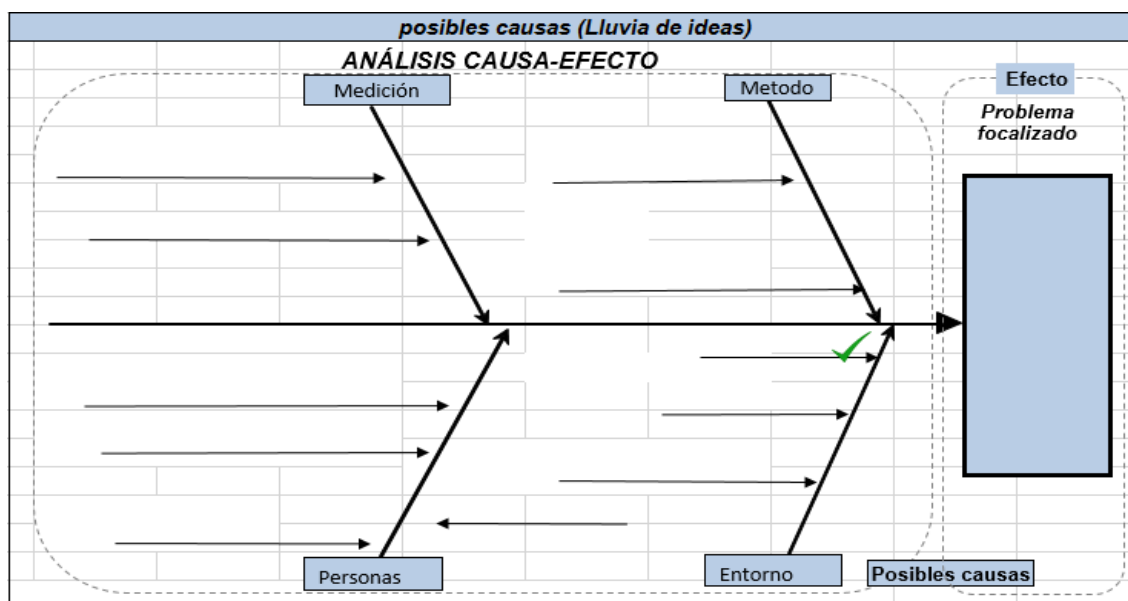 posibles causas (Lluvia de ideas)
ANÁLISIS CAUSA-EFECTO
Medición
Metodo
Efecto
Problema
focalizado
Personas
Entorno
Posibles causas